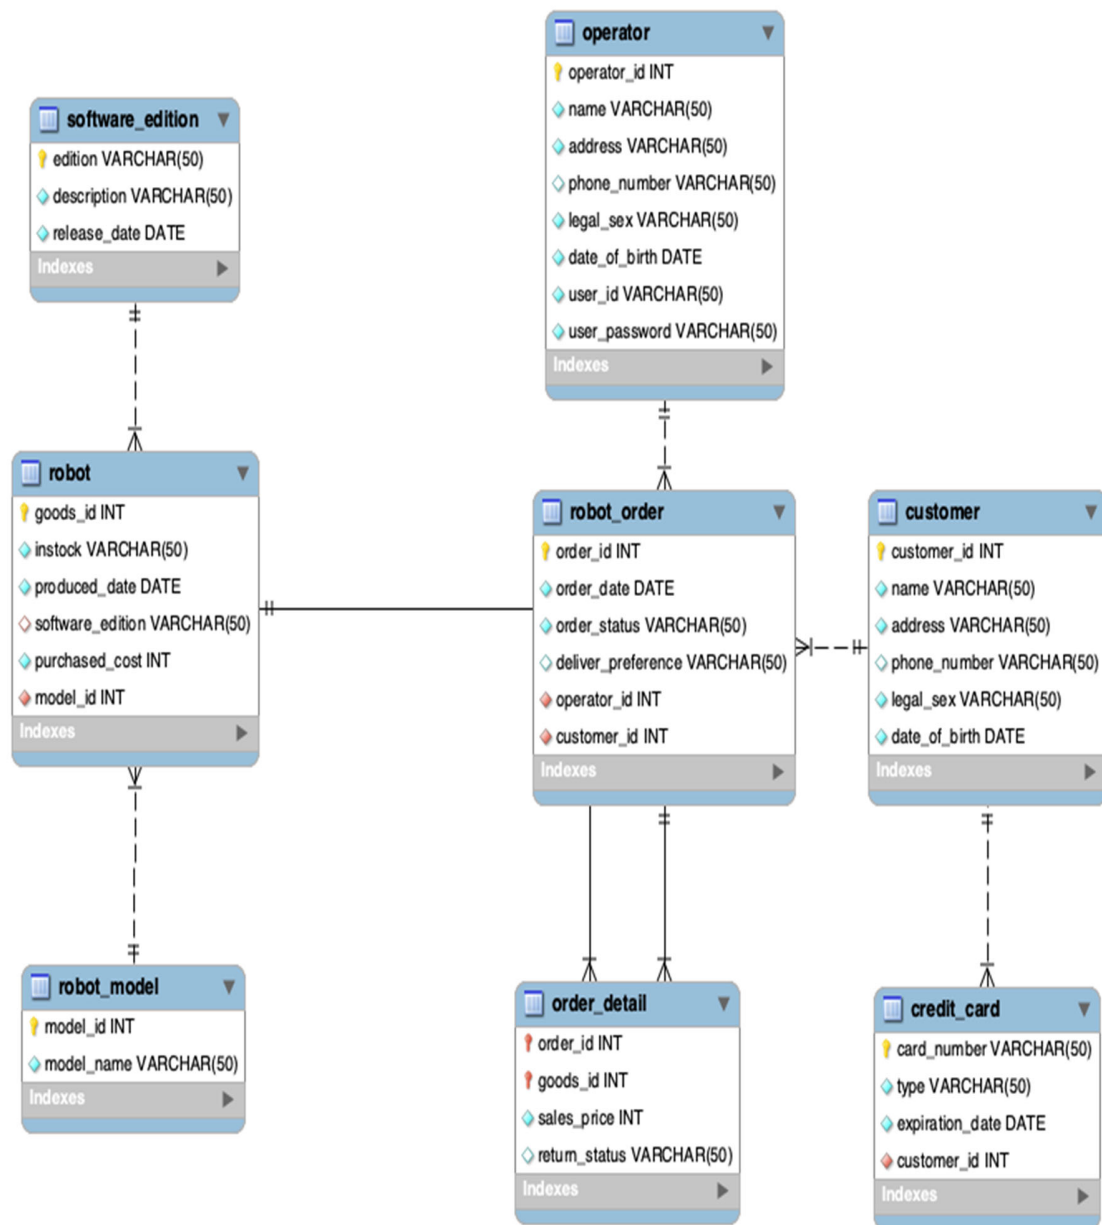 operator
operator_id INT
name VARCHAR(50)
address VARCHAR(50)
phone_number VARCHAR(50)
legal_sex VARCHAR(50)
date_of_birth DATE
user_id VARCHAR(50)
user_password VARCHAR(50)
Indexes
software_edition
edition VARCHAR(50)
description VARCHAR(50)
release_date DATE
Indexes
robot
goods_id INT
instock VARCHAR(50)
produced_date DATE
software_edition VARCHAR(50)
purchased_cost INT
model_id INT
Indexes
robot_order
order_id INT
order_date DATE
order_status VARCHAR(50)
deliver_preference VARCHAR(50)
operator_id INT
customer_id INT
Indexes
customer
customer_id INT
name VARCHAR(50)
address VARCHAR(50)
phone_number VARCHAR(50)
legal_sex VARCHAR(50)
date_of_birth DATE
Indexes
robot_model
model_id INT
model_name VARCHAR(50)
Indexes
order_detail
order_id INT
goods_id INT
sales_price INT
return_status VARCHAR(50)
Indexes
credit_card
card_number VARCHAR(50)
type VARCHAR(50)
expiration_date DATE
customer_id INT
Indexes